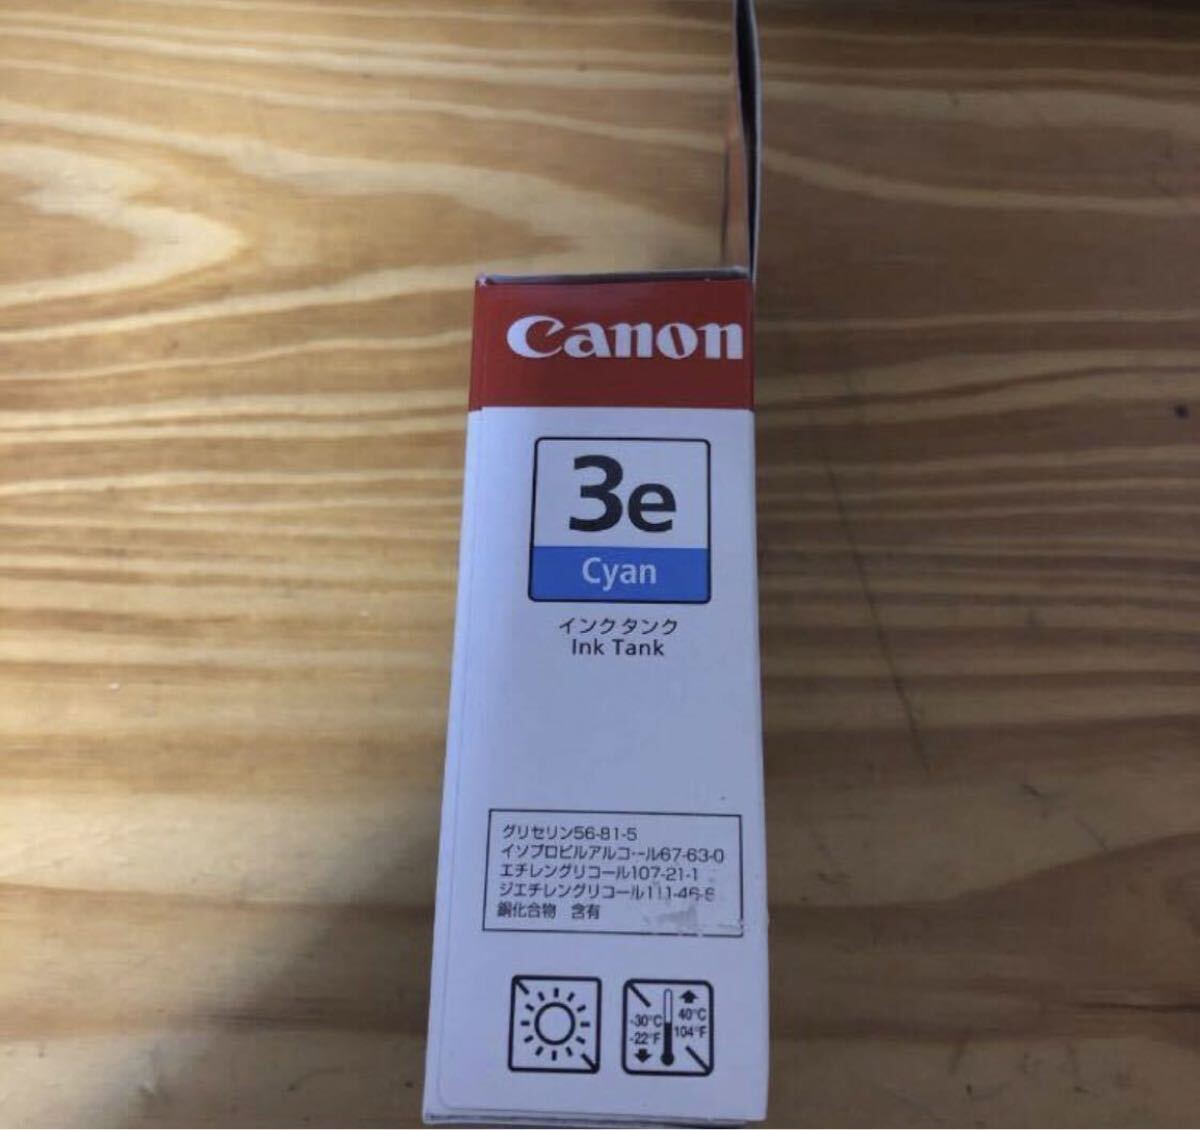 Canon
3e
Cyan
インクタンク
Ink Tank
グリセリン56-81-5
イソプロピルアルコール67-63-0
エチレングリコール107-21-1
ジエチレングリコール111-46-6
銅化合物　含有
-30°C
-22°F
40°C
104°F